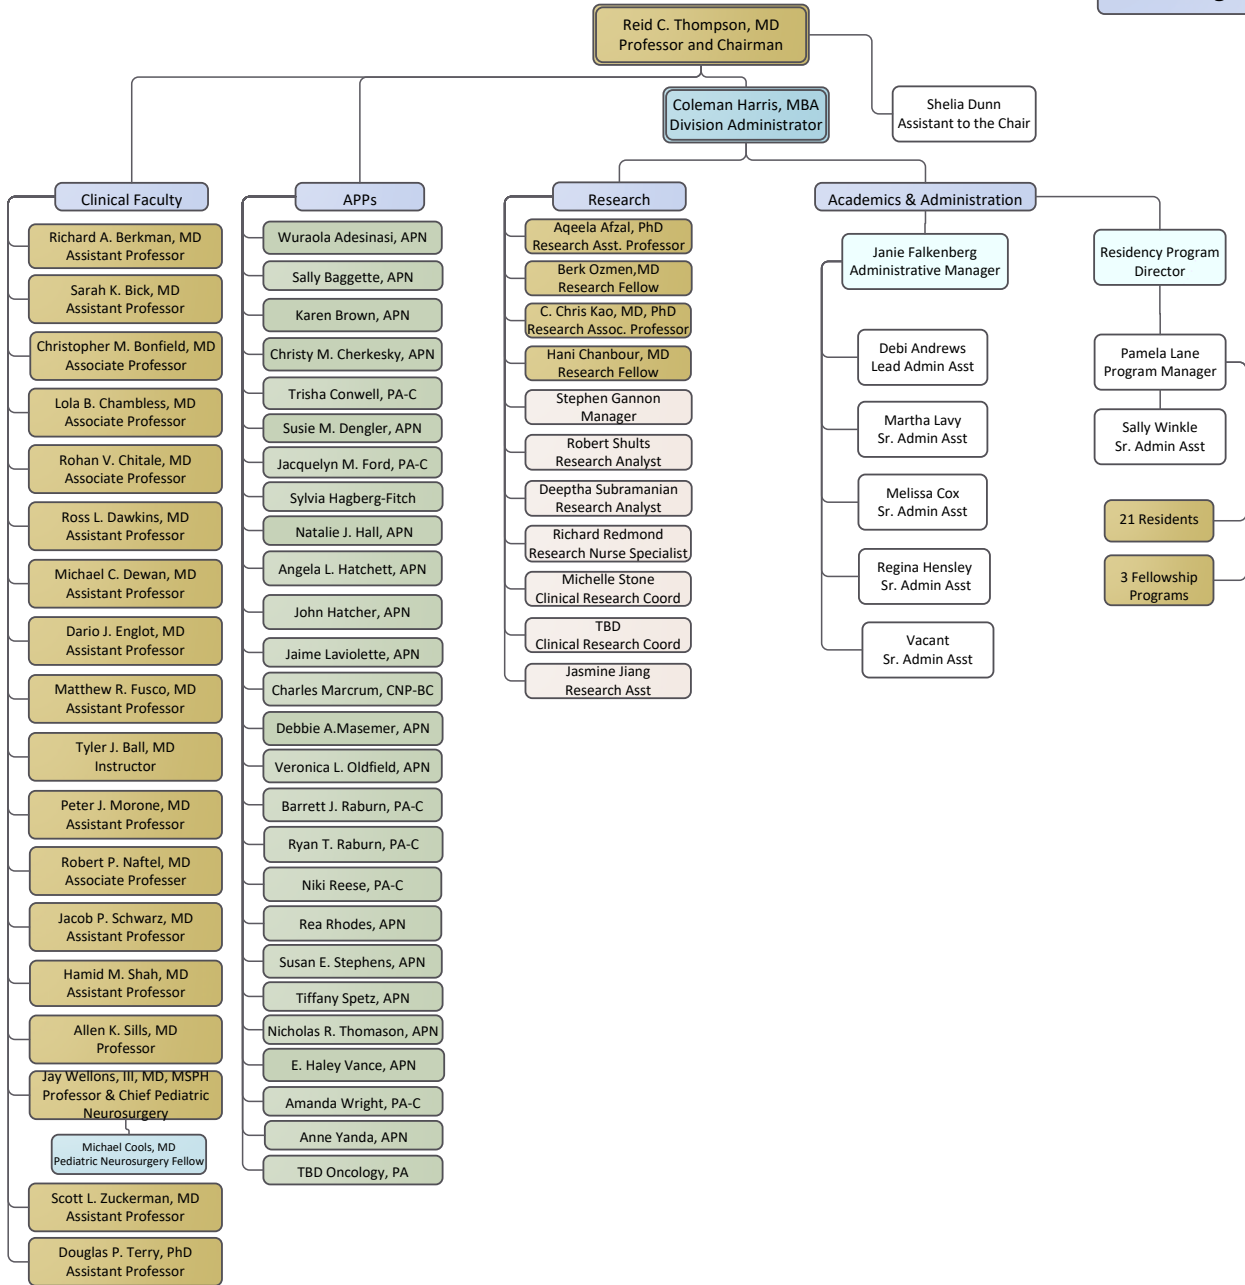 Reid C. Thompson, MD
Professor and Chairman
Coleman Harris, MBA
Division Administrator
Shelia Dunn
Assistant to the Chair
Clinical Faculty
Richard A. Berkman, MD
Assistant Professor
Sarah K. Bick, MD
Assistant Professor
Christopher M. Bonfield, MD
Associate Professor
Lola B. Chambless, MD
Associate Professor
Rohan V. Chitale, MD
Associate Professor
Ross L. Dawkins, MD
Assistant Professor
Michael C. Dewan, MD
Assistant Professor
Dario J. Englot, MD
Assistant Professor
Matthew R. Fusco, MD
Assistant Professor
Tyler J. Ball, MD
Instructor
Peter J. Morone, MD
Assistant Professor
Robert P. Naftel, MD
Associate Professer
Jacob P. Schwarz, MD
Assistant Professor
Hamid M. Shah, MD
Assistant Professor
Allen K. Sills, MD
Professor
Jay Wellons, III, MD, MSPH
Professor & Chief Pediatric
Neurosurgery
Michael Cools, MD
Pediatric Neurosurgery Fellow
Scott L. Zuckerman, MD
Assistant Professor
Douglas P. Terry, PhD
Assistant Professor
APPs
Wuraola Adesinasi, APN
Sally Baggette, APN
Karen Brown, APN
Christy M. Cherkesky, APN
Trisha Conwell, PA-C
Susie M. Dengler, APN
Jacquelyn M. Ford, PA-C
Sylvia Hagberg-Fitch
Natalie J. Hall, APN
Angela L. Hatchett, APN
John Hatcher, APN
Jaime Laviolette, APN
Charles Marcrum, CNP-BC
Debbie A.Masemer, APN
Veronica L. Oldfield, APN
Barrett J. Raburn, PA-C
Ryan T. Raburn, PA-C
Niki Reese, PA-C
Rea Rhodes, APN
Susan E. Stephens, APN
Tiffany Spetz, APN
Nicholas R. Thomason, APN
E. Haley Vance, APN
Amanda Wright, PA-C
Anne Yanda, APN
TBD Oncology, PA
Research
Aqeela Afzal, PhD
Research Asst. Professor
Berk Ozmen,MD
Research Fellow
C. Chris Kao, MD, PhD
Research Assoc. Professor
Hani Chanbour, MD
Research Fellow
Stephen Gannon
Manager
Robert Shults
Research Analyst
Deeptha Subramanian
Research Analyst
Richard Redmond
Research Nurse Specialist
Michelle Stone
Clinical Research Coord
TBD
Clinical Research Coord
Jasmine Jiang
Research Asst
Academics & Administration
Janie Falkenberg
Administrative Manager
Debi Andrews
Lead Admin Asst
Martha Lavy
Sr. Admin Asst
Melissa Cox
Sr. Admin Asst
Regina Hensley
Sr. Admin Asst
Vacant
Sr. Admin Asst
Residency Program
Director
Pamela Lane
Program Manager
Sally Winkle
Sr. Admin Asst
21 Residents
3 Fellowship
Programs